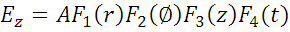 E_z = AF_1(r)F_2(∅)F_3(z)F_4(t)